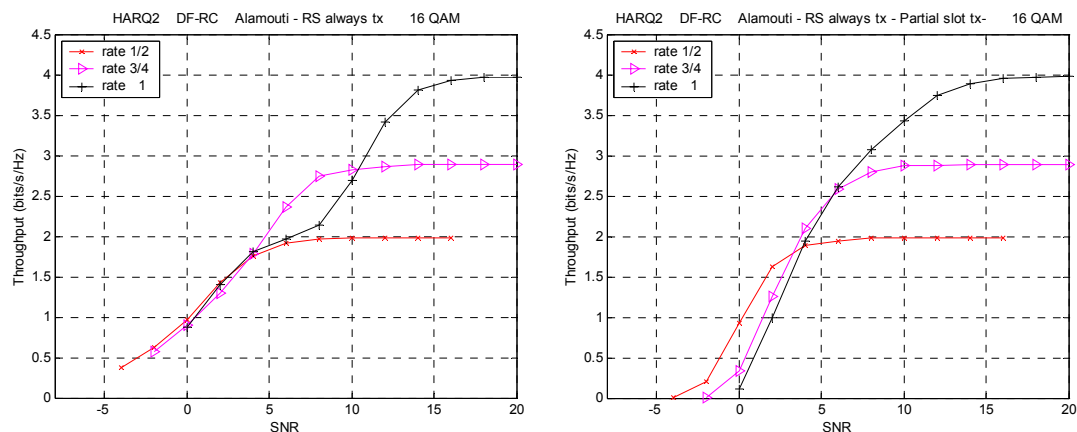 HARQ2 DF-RC Alamouti - RS always tx 16 QAM
4.5
4
3.5
3
2.5
2
1.5
1
0.5
0
Throughput (bits/s/Hz)
rate 1/2
rate 3/4
rate 1
-5
0
5
10
15
20
SNR
HARQ2 DF-RC Alamouti - RS always tx - Partial slot tx- 16 QAM
4.5
4
3.5
3
2.5
2
1.5
1
0.5
0
Throughput (bits/s/Hz)
rate 1/2
rate 3/4
rate 1
-5
0
5
10
15
20
SNR